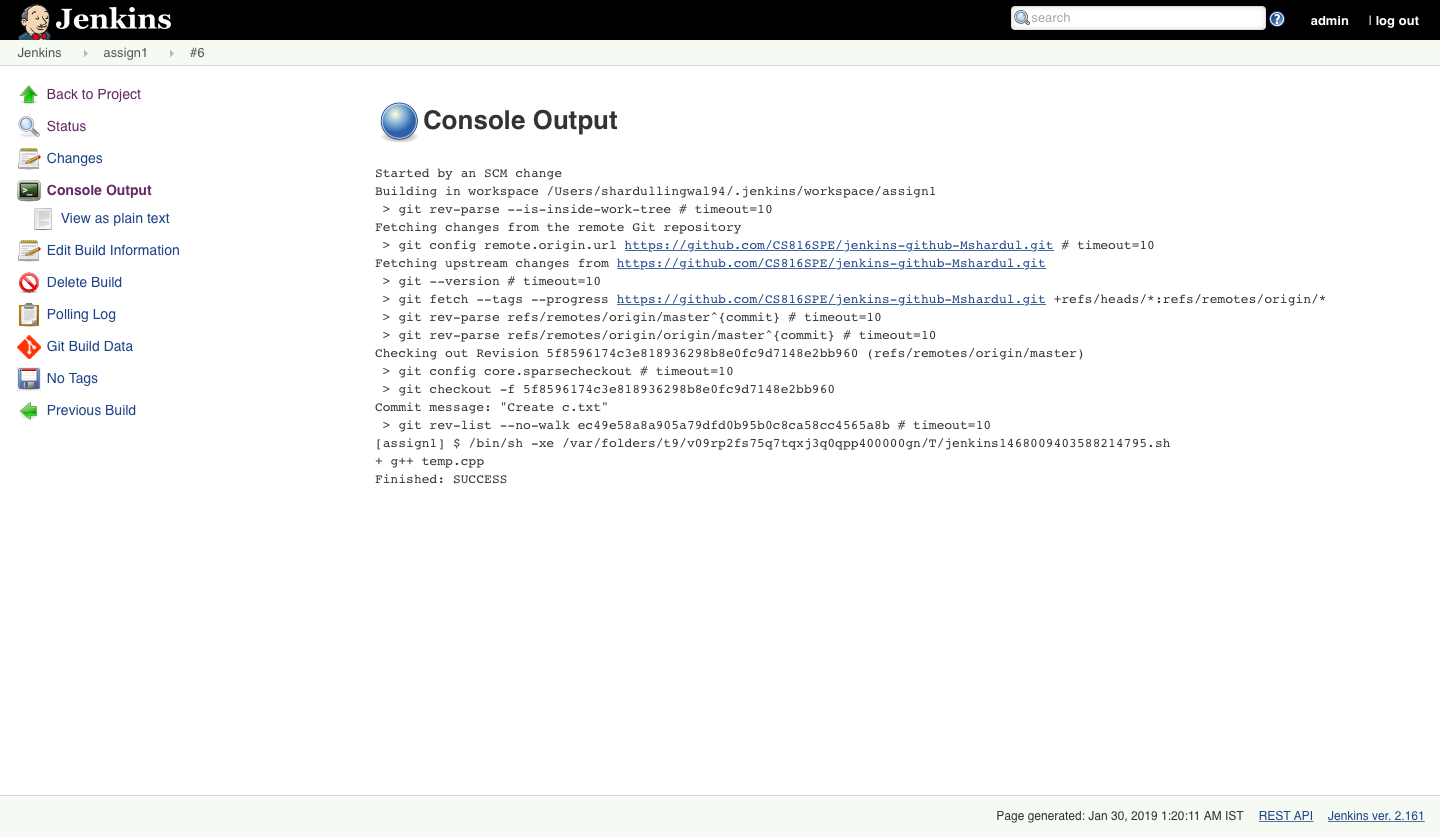 Jenkins
search
admin
| log out
Jenkins
assign1
#6
Back to Project
Status
Changes
Console Output
View as plain text
Edit Build Information
Delete Build
Polling Log
Git Build Data
No Tags
Previous Build
Console Output
Started by an SCM change
Building in workspace /Users/shardullingwal94/.jenkins/workspace/assign1
> git rev-parse --is-inside-work-tree # timeout=10
Fetching changes from the remote Git repository
> git config remote.origin.url https://github.com/CS816SPE/jenkins-github-Mshardul.git # timeout=10
Fetching upstream changes from https://github.com/CS816SPE/jenkins-github-Mshardul.git
> git --version # timeout=10
> git fetch --tags --progress https://github.com/CS816SPE/jenkins-github-Mshardul.git +refs/heads/*:refs/remotes/origin/*
> git rev-parse refs/remotes/origin/master^{commit} # timeout=10
> git rev-parse refs/remotes/origin/origin/master^{commit} # timeout=10
Checking out Revision 5f8596174c3e818936298b8e0fc9d7148e2bb960 (refs/remotes/origin/master)
> git config core.sparsecheckout # timeout=10
> git checkout -f 5f8596174c3e818936298b8e0fc9d7148e2bb960
Commit message: "Create c.txt"
> git rev-list --no-walk ec49e58a8a905a79dfd0b95b0c8ca58cc4565a8b # timeout=10
[assign1] $ /bin/sh -xe /var/folders/t9/v09rp2fs75q7tqxj3q0qpp400000gn/T/jenkins1468009403588214795.sh
+ g++ temp.cpp
Finished: SUCCESS
Page generated: Jan 30, 2019 1:20:11 AM IST
REST API
Jenkins ver. 2.161